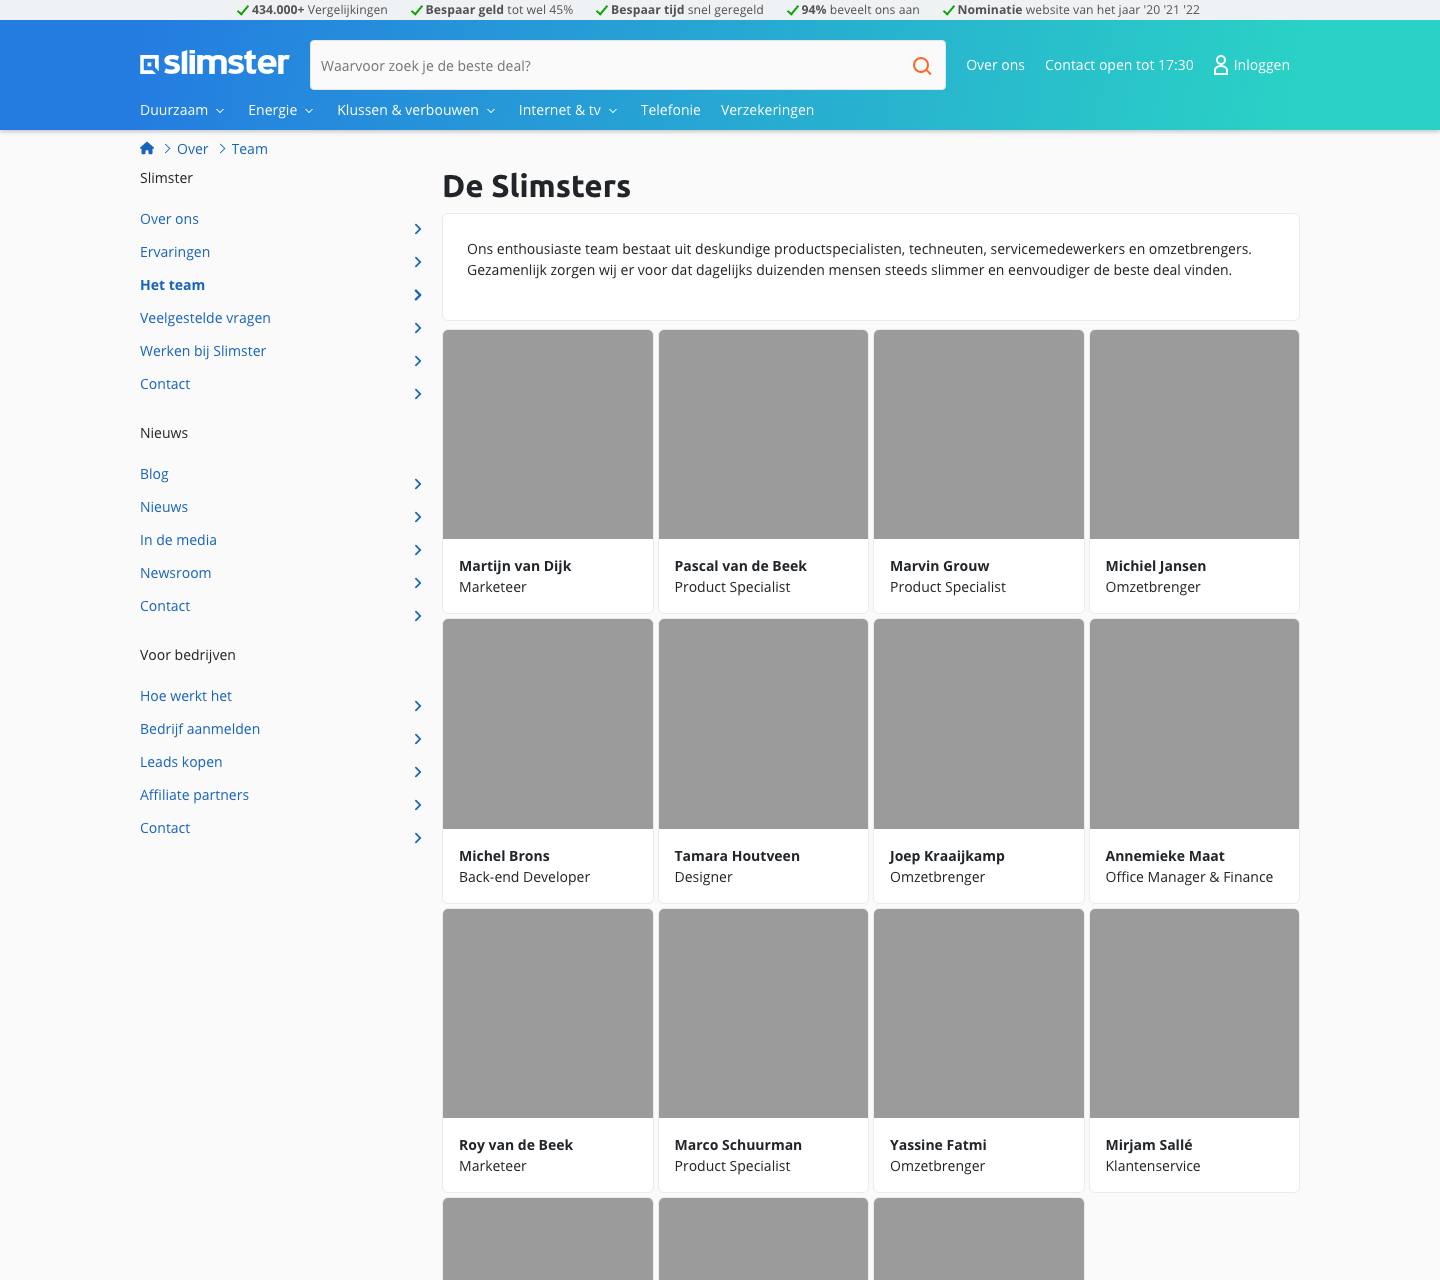 434.000+ Vergelijkingen Bespaar geld tot wel 45% Bespaar tijd snel geregeld 94% beveelt ons aan Nominatie website van het jaar '20 '21 '22
slimster
Waarvoor zoek je de beste deal?
Over ons Contact open tot 17:30 Inloggen
Duurzaam Energie Klussen & verbouwen Internet & tv Telefonie Verzekeringen
Over Team
Slimster
Over ons
Ervaringen
Het team
Veelgestelde vragen
Werken bij Slimster
Contact
Nieuws
Blog
Nieuws
In de media
Newsroom
Contact
Voor bedrijven
Hoe werkt het
Bedrijf aanmelden
Leads kopen
Affiliate partners
Contact
De Slimsters
Ons enthousiaste team bestaat uit deskundige productspecialisten, techneuten, servicemedewerkers en omzetbrengers.
Gezamenlijk zorgen wij er voor dat dagelijks duizenden mensen steeds slimmer en eenvoudiger de beste deal vinden.
Martijn van Dijk
Marketeer
Pascal van de Beek
Product Specialist
Marvin Grouw
Product Specialist
Michiel Jansen
Omzetbrenger
Michel Brons
Back-end Developer
Tamara Houtveen
Designer
Joep Kraaijkamp
Omzetbrenger
Annemieke Maat
Office Manager & Finance
Roy van de Beek
Marketeer
Marco Schuurman
Product Specialist
Yassine Fatmi
Omzetbrenger
Mirjam Sallé
Klantenservice